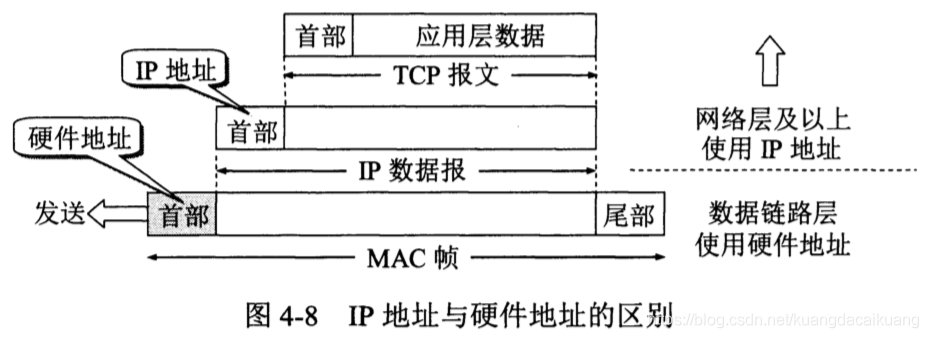 首部
应用层数据
IP 地址
TCP 报文
首部
网络层及以上
使用 IP 地址
硬件地址
IP 数据报
发送
首部
尾部
数据链路层
使用硬件地址
MAC 帧
图 4-8 IP 地址与硬件地址的区别
https://blog.csdn.net/kuangdacaikuang